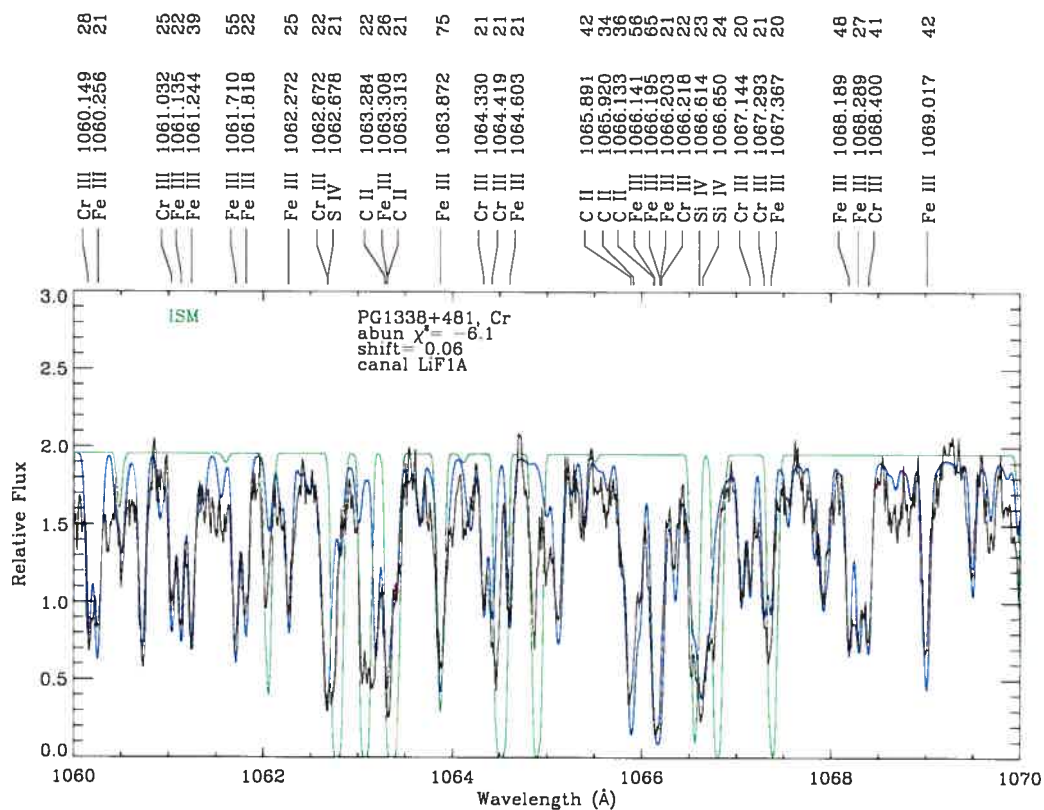 Cr III 1060.149 28
Fe III 1060.256 21
Cr III 1061.032 25
Fe III 1061.135 22
Fe III 1061.244 39
Fe III 1061.710 55
Fe III 1061.818 22
Fe III 1062.272 25
Cr III 1062.672 22
S IV 1062.678 21
C II 1063.284 22
Fe III 1063.308 26
C II 1063.313 21
Fe III 1063.872 75
Cr III 1064.330 21
Cr III 1064.419 21
Fe III 1064.603 21
C II 1065.891 42
C II 1065.920 34
C II 1066.133 36
Fe III 1066.141 56
Fe III 1066.195 65
Fe III 1066.203 21
Cr III 1066.218 22
Si IV 1066.614 23
Si IV 1066.650 24
Cr III 1067.144 20
Cr III 1067.293 21
Fe III 1067.367 20
Fe III 1068.189 48
Fe III 1068.289 27
Cr III 1068.400 41
Fe III 1069.017 42
ISM
PG1338+481, Cr
abun χ²= -6.1
shift= 0.06
canal LiF1A
3.0
2.5
2.0
1.5
1.0
0.5
0.0
Relative Flux
1060 1062 1064 1066 1068 1070
Wavelength (Å)